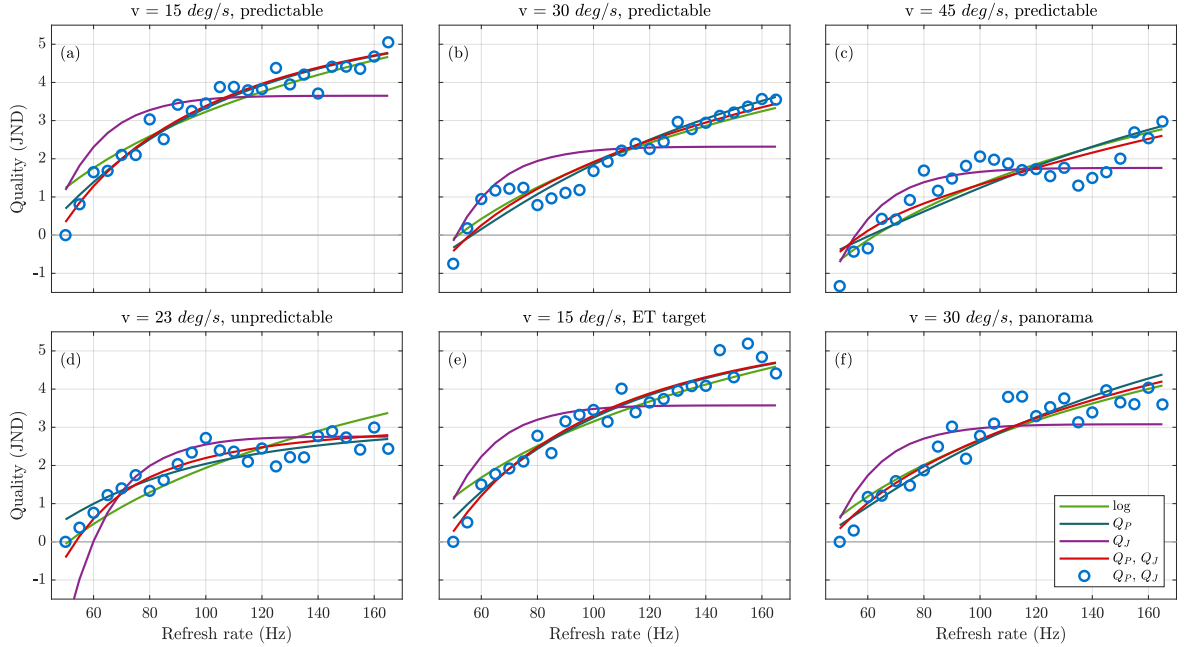 v = 15 deg/s, predictable
v = 30 deg/s, predictable
v = 45 deg/s, predictable
(a)
(b)
(c)
Quality (JND)
5
4
3
2
1
0
-1
v = 23 deg/s, unpredictable
v = 15 deg/s, ET target
v = 30 deg/s, panorama
(d)
(e)
(f)
Quality (JND)
5
4
3
2
1
0
-1
log
Q_P
Q_J
Q_P, Q_J
Q_P, Q_J
60 80 100 120 140 160
60 80 100 120 140 160
60 80 100 120 140 160
Refresh rate (Hz)
Refresh rate (Hz)
Refresh rate (Hz)